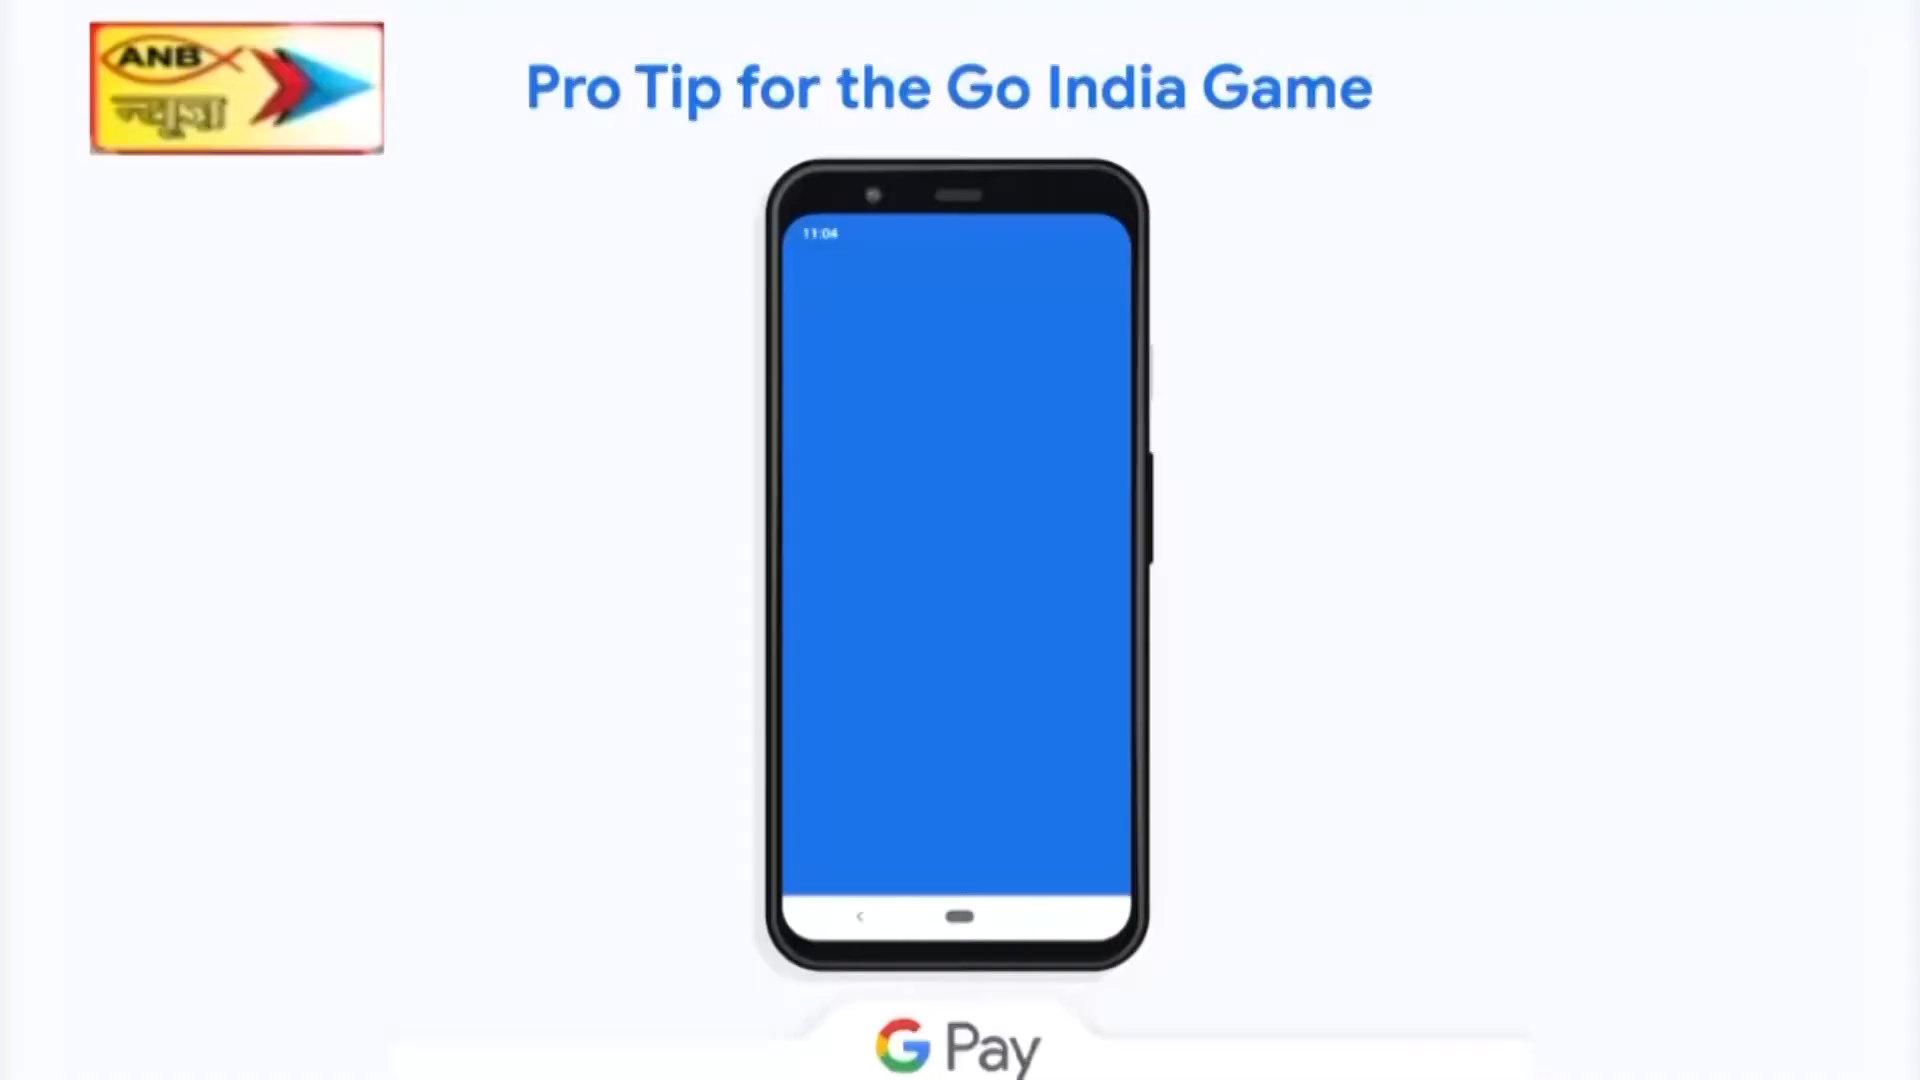 ANB
न्यूज़
Pro Tip for the Go India Game
11:04
G Pay